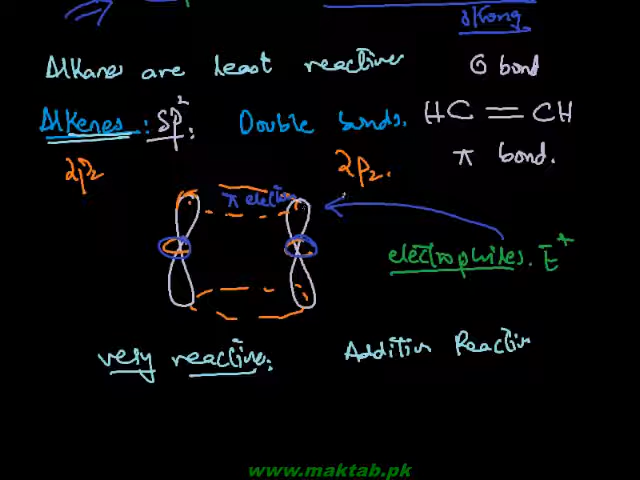 strong
Alkanes are least reactive
σ bond
Alkenes : sp². Double bonds. HC = CH
π bond.
2p². 2p₂.
π electron
electrophiles. E⁺
very reactive: Addition Reaction
www.maktab.pk